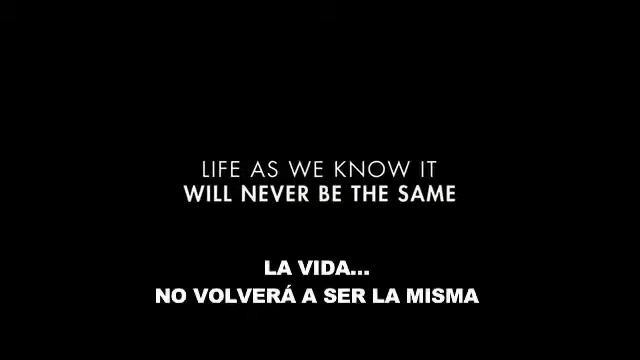 LIFE AS WE KNOW IT
WILL NEVER BE THE SAME
LA VIDA...
NO VOLVERÁ A SER LA MISMA